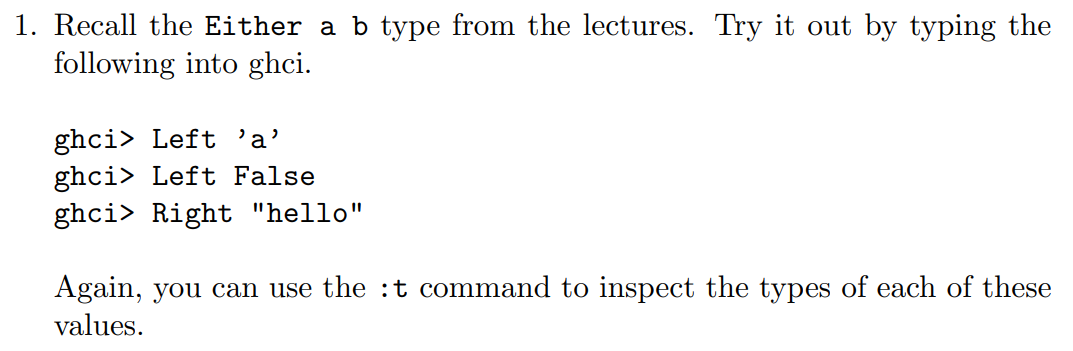 1. Recall the Either a b type from the lectures. Try it out by typing the
following into ghci.
ghci> Left ’a’
ghci> Left False
ghci> Right "hello"
Again, you can use the :t command to inspect the types of each of these
values.